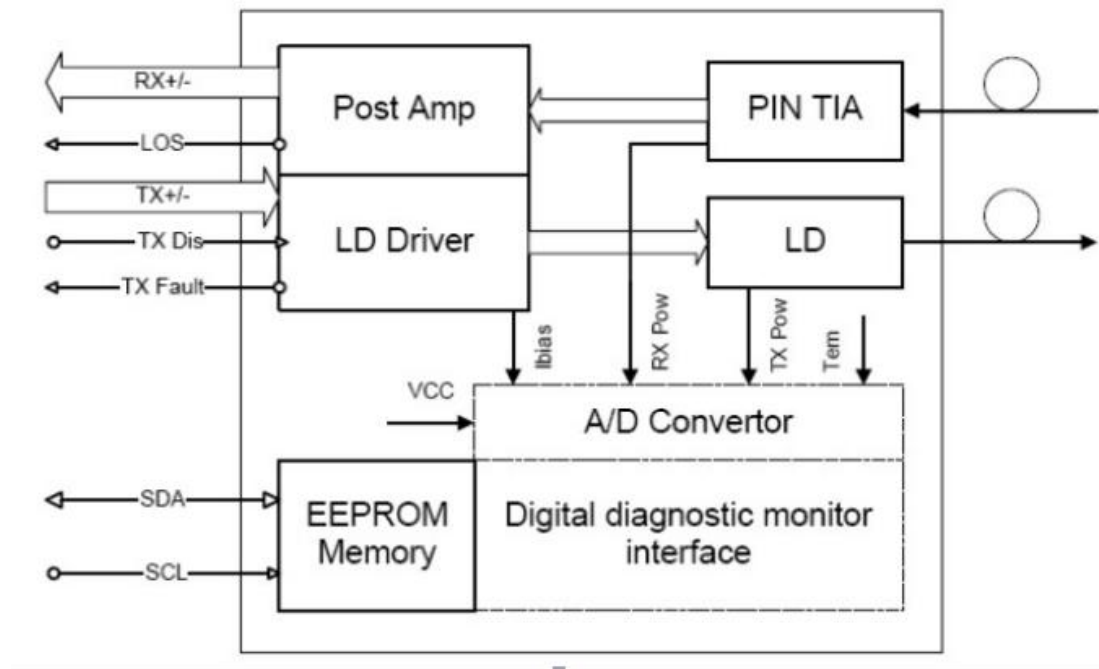 RX+/-
Post Amp
PIN TIA
LOS
TX+/-
TX Dis
LD Driver
LD
TX Fault
Ibias
RX Pow
TX Pow
Tem
VCC
A/D Convertor
SDA
EEPROM
Memory
Digital diagnostic monitor
interface
SCL